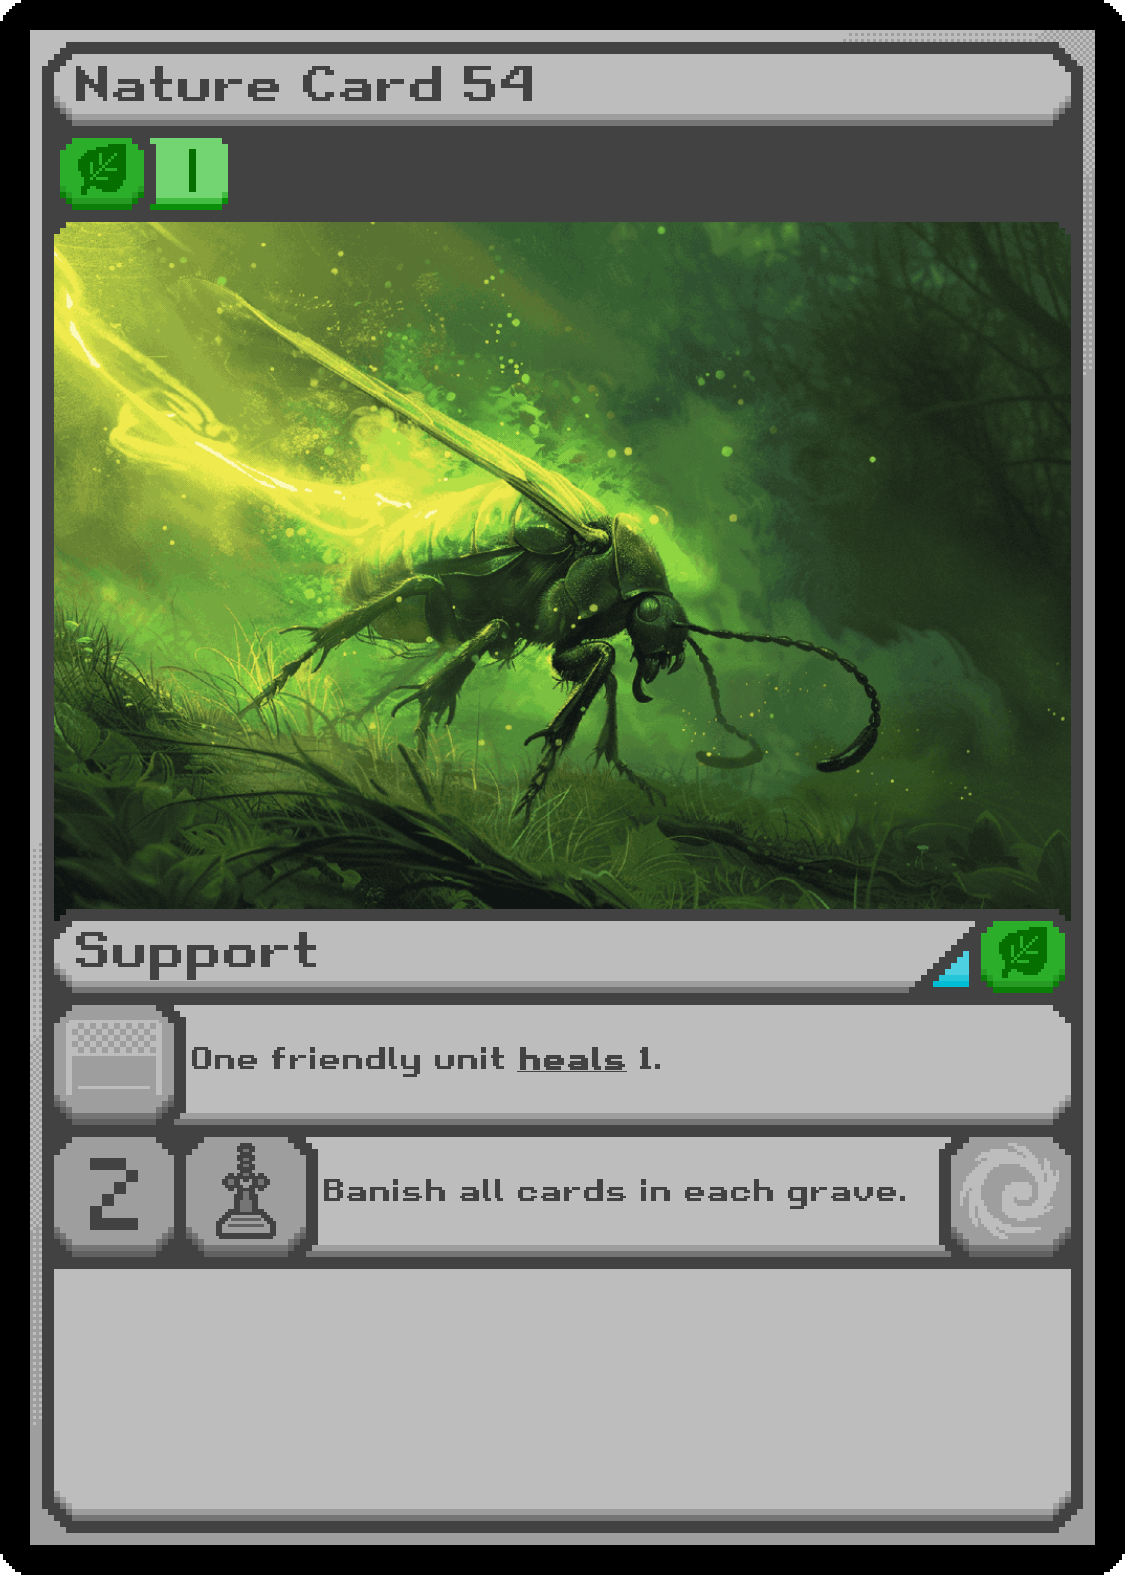 Nature Card 54
1
Support
One friendly unit heals 1.
2
Banish all cards in each grave.